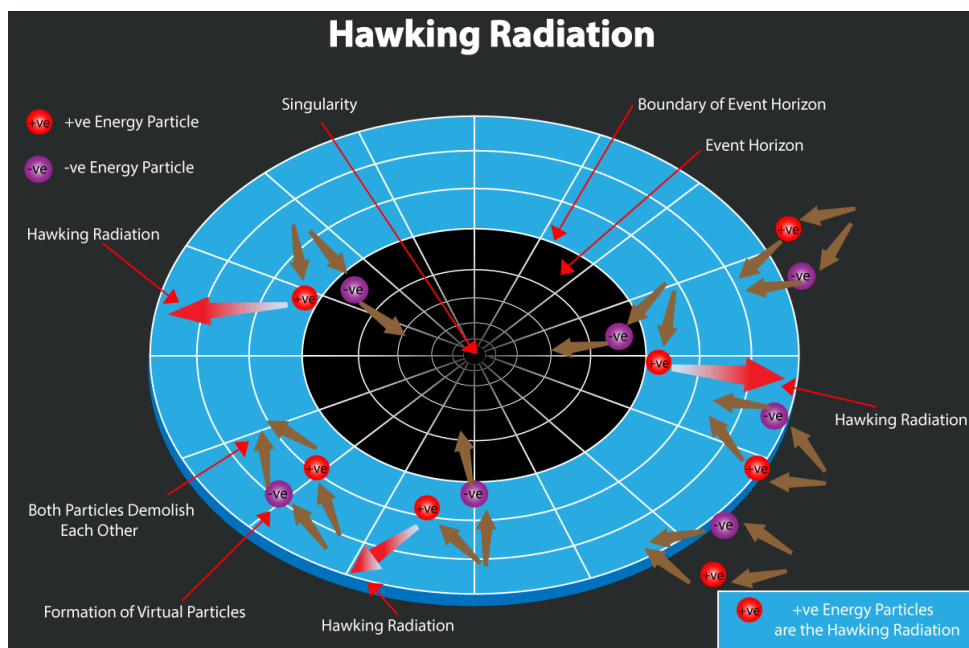 Hawking Radiation
Singularity
Boundary of Event Horizon
+ve +ve Energy Particle
Event Horizon
-ve -ve Energy Particle
+ve
Hawking Radiation
-ve
-ve
+ve
-ve
+ve
Hawking Radiation
-ve
+ve
+ve
-ve
-ve
+ve
Both Particles Demolish
Each Other
-ve
+ve
Formation of Virtual Particles
Hawking Radiation
+ve +ve Energy Particles
are the Hawking Radiation